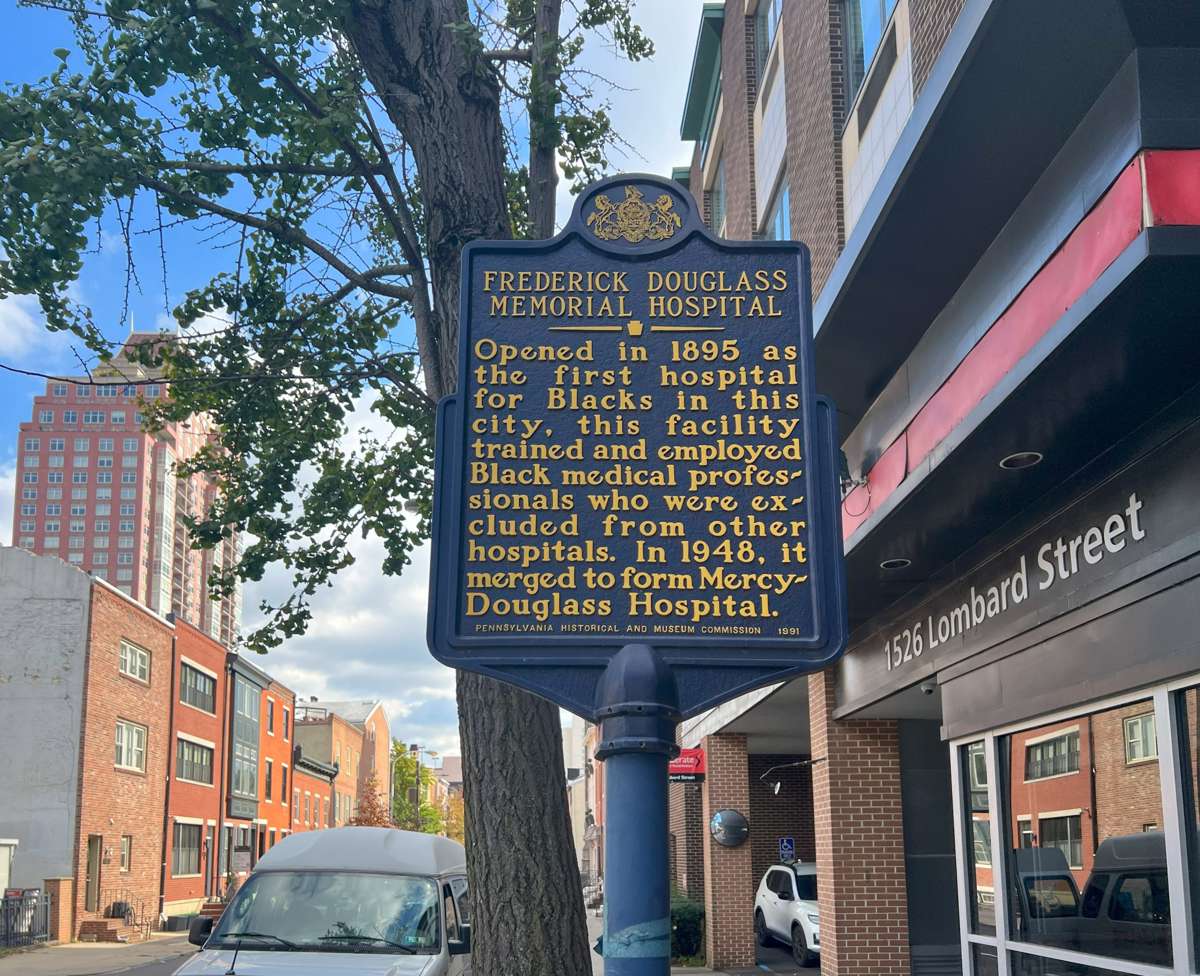 FREDERICK DOUGLASS
MEMORIAL HOSPITAL
Opened in 1895 as
the first hospital
for Blacks in this
city, this facility
trained and employed
Black medical profes-
sionals who were ex-
cluded from other
hospitals. In 1948, it
merged to form Mercy-
Douglass Hospital.
PENNSYLVANIA HISTORICAL AND MUSEUM COMMISSION 1991
1526 Lombard Street